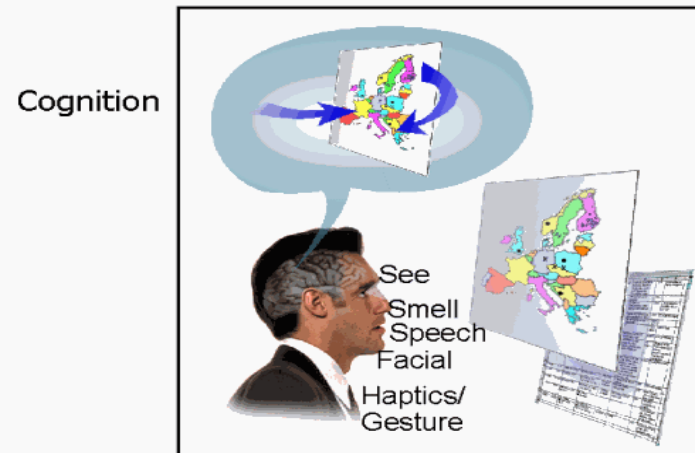 Cognition
See
Smell
Speech
Facial
Haptics/
Gesture